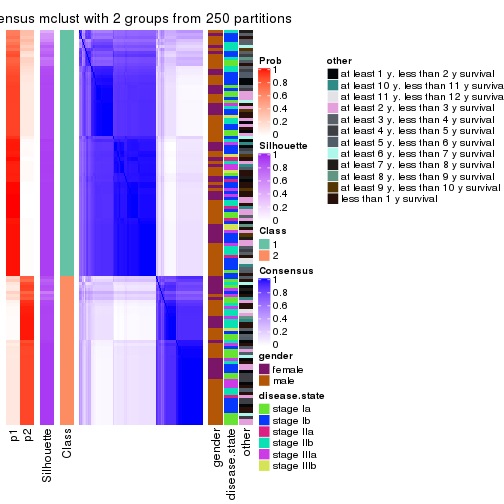 ensus mclust with 2 groups from 250 partitions
Prob
1
0.8
0.6
0.4
0.2
0
Silhouette
1
0.8
0.6
0.4
0.2
0
Class
1
2
Consensus
1
0.8
0.6
0.4
0.2
0
gender
female
male
disease.state
stage Ia
stage Ib
stage IIa
stage IIb
stage IIIa
stage IIIb
other
at least 1 y. less than 2 y survival
at least 10 y. less than 11 y survival
at least 11 y. less than 12 y survival
at least 2 y. less than 3 y survival
at least 3 y. less than 4 y survival
at least 4 y. less than 5 y survival
at least 5 y. less than 6 y survival
at least 6 y. less than 7 y survival
at least 7 y. less than 8 y survival
at least 8 y. less than 9 y survival
at least 9 y. less than 10 y survival
less than 1 y survival
p1
p2
Silhouette
Class
gender
disease.state
other